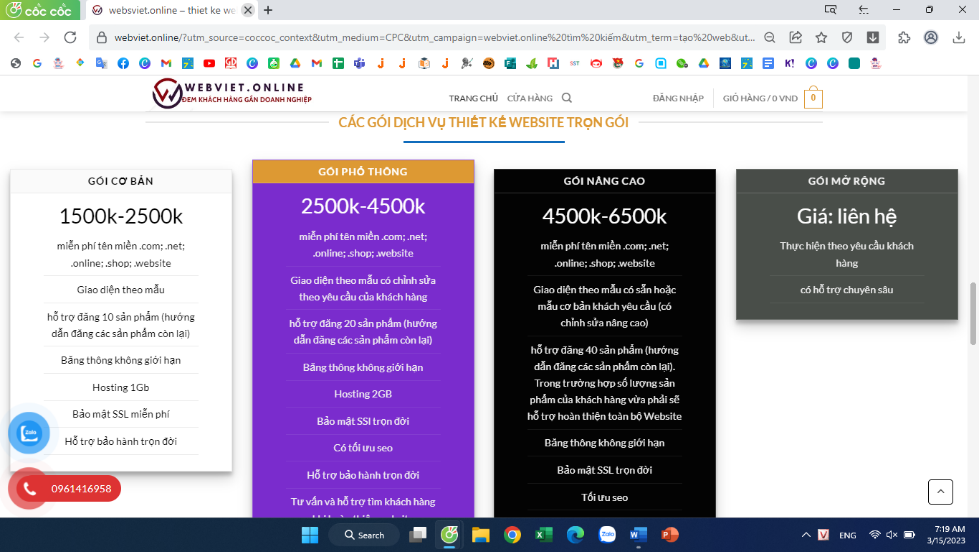 cốc cốc
websviet.online – thiet ke we
webviet.online/?utm_source=coccoc_context&utm_medium=CPC&utm_campaign=webviet.online%20tìm%20kiếm&utm_term=tạo%20web&ut...
WEBVIET.ONLINE
ĐEM KHÁCH HÀNG GẦN DOANH NGHIỆP
TRANG CHỦ
CỬA HÀNG
ĐĂNG NHẬP
GIỎ HÀNG / 0 VND
0
CÁC GÓI DỊCH VỤ THIẾT KẾ WEBSITE TRỌN GÓI
GÓI CƠ BẢN
1500k-2500k
miễn phí tên miền .com; .net;
.online; .shop; .website
Giao diện theo mẫu
hỗ trợ đăng 10 sản phẩm (hướng
dẫn đăng các sản phẩm còn lại)
Băng thông không giới hạn
Hosting 1Gb
Bảo mật SSL miễn phí
Hỗ trợ bảo hành trọn đời
GÓI PHỔ THÔNG
2500k-4500k
miễn phí tên miền .com; .net;
.online; .shop; .website
Giao diện theo mẫu có chỉnh sửa
theo yêu cầu của khách hàng
hỗ trợ đăng 20 sản phẩm (hướng
dẫn đăng các sản phẩm còn lại)
Băng thông không giới hạn
Hosting 2GB
Bảo mật SSl trọn đời
Có tối ưu seo
Hỗ trợ bảo hành trọn đời
Tư vấn và hỗ trợ tìm khách hàng
GÓI NÂNG CAO
4500k-6500k
miễn phí tên miền .com; .net;
.online; .shop; .website
Giao diện theo mẫu có sẵn hoặc
mẫu cơ bản khách yêu cầu (có
chỉnh sửa nâng cao)
hỗ trợ đăng 40 sản phẩm (hướng
dẫn đăng các sản phẩm còn lại).
Trong trường hợp số lượng sản
phẩm của khách hàng vừa phải sẽ
hỗ trợ hoàn thiện toàn bộ Website
Băng thông không giới hạn
Bảo mật SSL trọn đời
Tối ưu seo
GÓI MỞ RỘNG
Giá: liên hệ
Thực hiện theo yêu cầu khách
hàng
có hỗ trợ chuyên sâu
Zalo
0961416958
Search
ENG
7:19 AM
3/15/2023